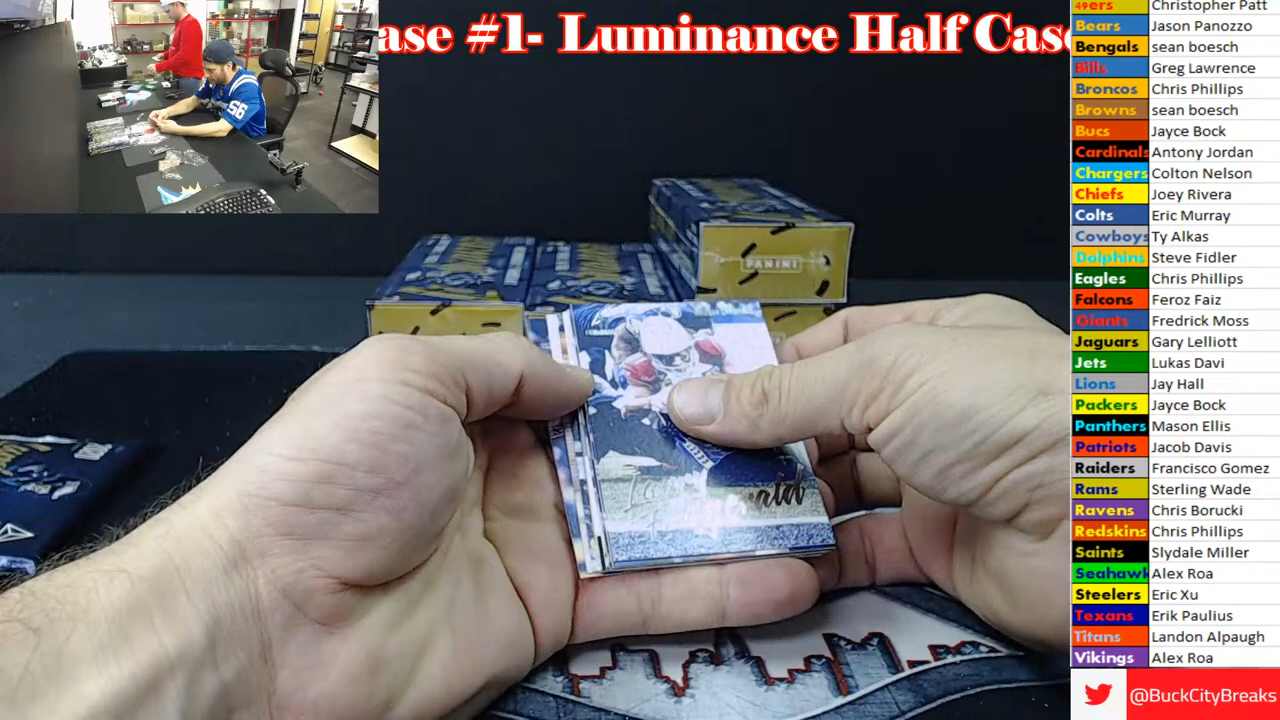 ase #1- Luminance Half Case
49ers Christopher Patt
Bears Jason Panozzo
Bengals sean boesch
Bills Greg Lawrence
Broncos Chris Phillips
Browns sean boesch
Bucs Jayce Bock
Cardinals Antony Jordan
Chargers Colton Nelson
Chiefs Joey Rivera
Colts Eric Murray
Cowboys Ty Alkas
Dolphins Steve Fidler
Eagles Chris Phillips
Falcons Feroz Faiz
Giants Fredrick Moss
Jaguars Gary Lelliott
Jets Lukas Davi
Lions Jay Hall
Packers Jayce Bock
Panthers Mason Ellis
Patriots Jacob Davis
Raiders Francisco Gomez
Rams Sterling Wade
Ravens Chris Borucki
Redskins Chris Phillips
Saints Slydale Miller
Seahawk Alex Roa
Steelers Eric Xu
Texans Erik Paulius
Titans Landon Alpaugh
Vikings Alex Roa
@BuckCityBreaks
PANINI
56